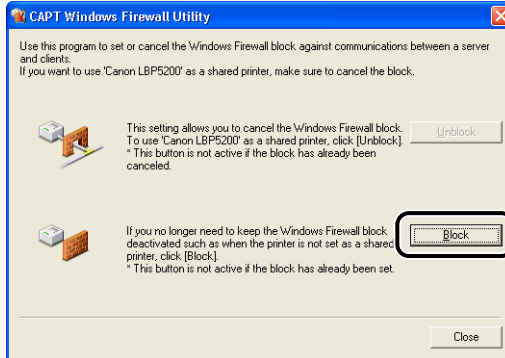 CAPT Windows Firewall Utility
Use this program to set or cancel the Windows Firewall block against communications between a server
and clients.
If you want to use 'Canon LBP5200' as a shared printer, make sure to cancel the block.
This setting allows you to cancel the Windows Firewall block.
To use 'Canon LBP5200' as a shared printer, click [Unblock].
* This button is not active if the block has already been
canceled.
Unblock
If you no longer need to keep the Windows Firewall block
deactivated such as when the printer is not set as a shared
printer, click [Block].
* This button is not active if the block has already been set.
Block
Close